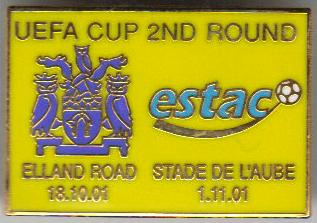 UEFA CUP 2ND ROUND
estac
ELLAND ROAD STADE DE L'AUBE
18.10.01 1.11.01